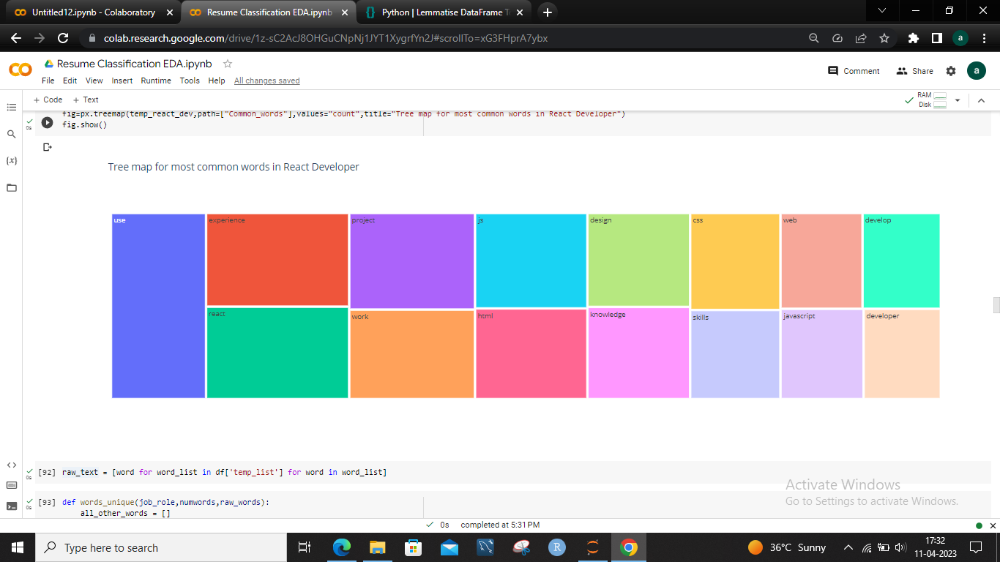 Untitled12.ipynb - Colaboratory
Resume Classification EDA.ipynb
Python | Lemmatise DataFrame T
colab.research.google.com/drive/1z-sC2AcJ8OHGuCNpNj1JYT1XygrfYn2J#scrollTo=xG3FHprA7ybx
a
Resume Classification EDA.ipynb
File Edit View Insert Runtime Tools Help All changes saved
Comment Share a
+ Code + Text
RAM
Disk
fig=px.treemap(temp_react_dev,path=["Common_words"],values="count",title="Tree map for most common words in React Developer")
0s
fig.show()
{x}
Tree map for most common words in React Developer
use experience project js design css web develop
react work html knowledge skills javascript developer
0s [92] raw_text = [word for word_list in df['temp_list'] for word in word_list]
Activate Windows
Go to Settings to activate Windows.
0s [93] def words_unique(job_role,numwords,raw_words):
all_other_words = []
0s completed at 5:31 PM
Type here to search
R
36°C Sunny
17:32
11-04-2023